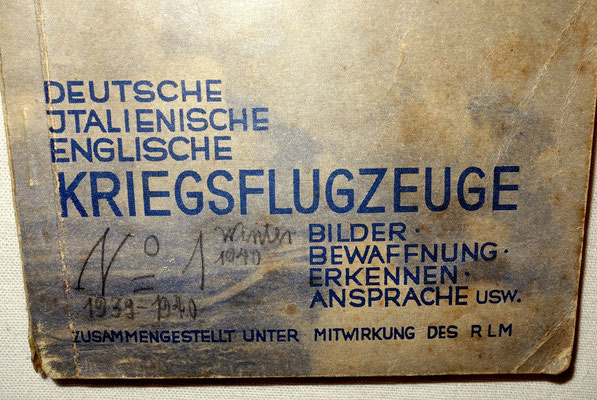 DEUTSCHE
JTALIENISCHE
ENGLISCHE
KRIEGSFLUGZEUGE
Nº 1
Winter
1940
1939-1940
BILDER·
BEWAFFNUNG·
ERKENNEN·
ANSPRACHE USW.
ZUSAMMENGESTELLT UNTER MITWIRKUNG DES RLM